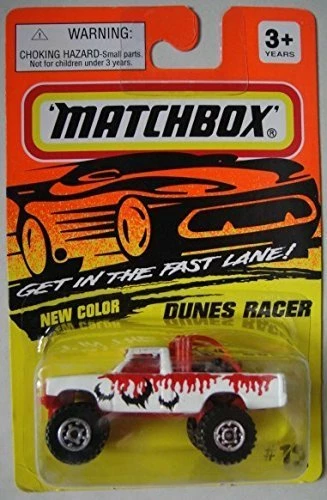 ⚠ WARNING:
CHOKING HAZARD-Small parts.
Not for children under 3 years.
3+
YEARS
'MATCHBOX'®
GET IN THE FAST LANE!
NEW COLOR
DUNES RACER